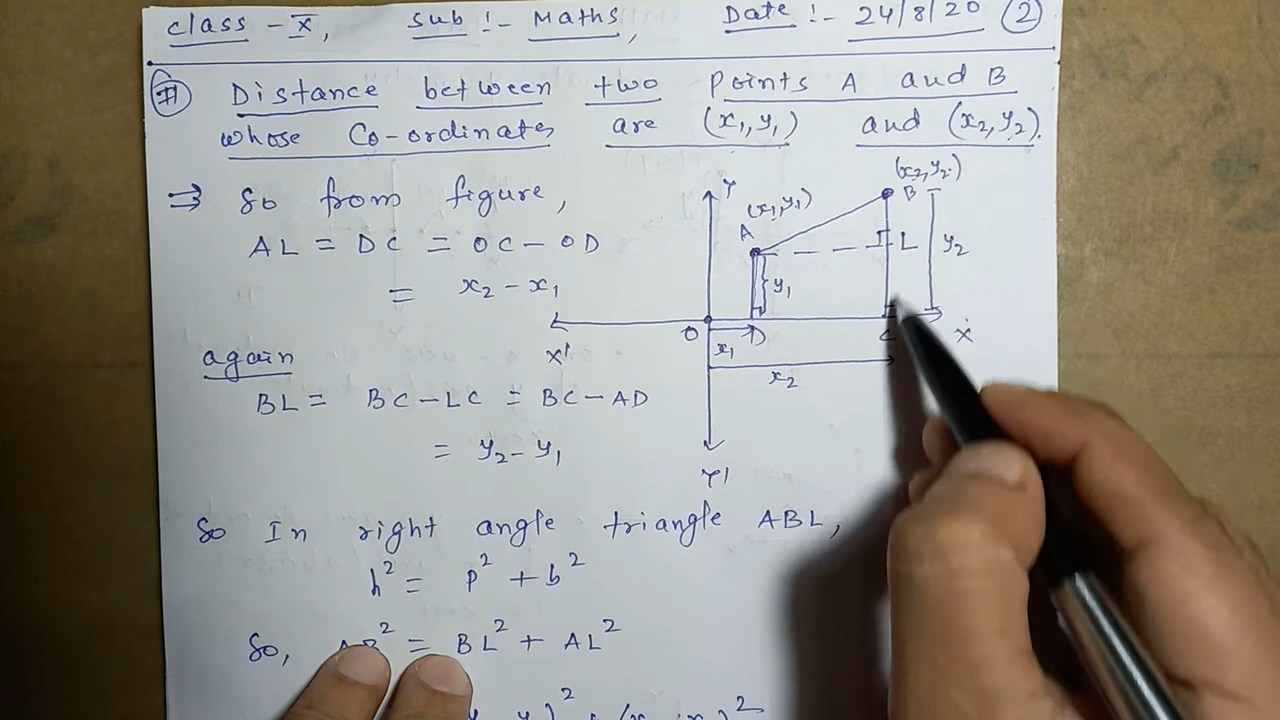 Class - X, Sub :- Maths, Date :- 24/8/20 (2)
# Distance between two points A and B
whose Co-ordinates are (x₁, y₁) and (x₂, y₂).
⇒ So from figure,
AL = DC = OC - OD
= x₂ - x₁
again
BL = BC - LC = BC - AD
= y₂ - y₁
So In right angle triangle ABL,
h² = p² + b²
So, AB² = BL² + AL²
Y
(x₁, y₁)
A
(x₂, y₂)
B
L
y₂
y₁
O
D
C
X
X'
x₁
x₂
Y'